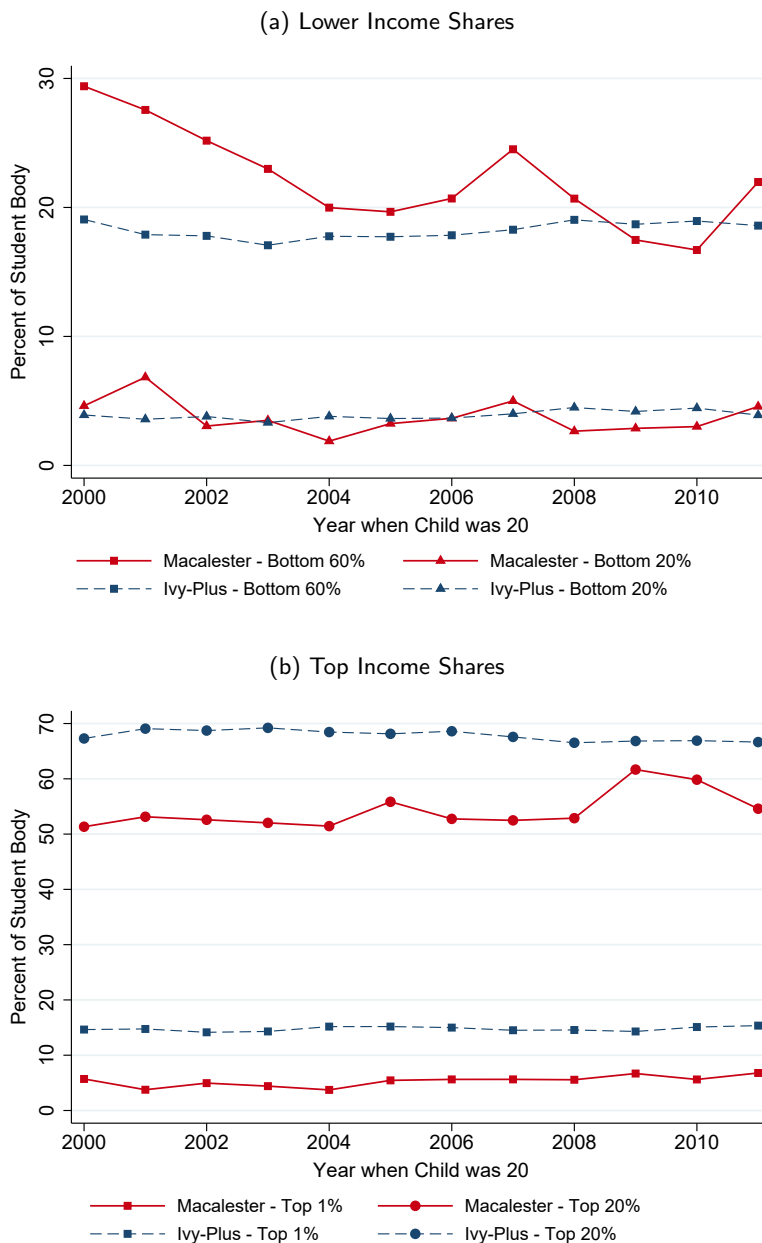 (a) Lower Income Shares
Percent of Student Body
30
20
10
0
2000 2002 2004 2006 2008 2010
Year when Child was 20
Macalester - Bottom 60% Macalester - Bottom 20%
Ivy-Plus - Bottom 60% Ivy-Plus - Bottom 20%
(b) Top Income Shares
Percent of Student Body
70
60
50
40
30
20
10
0
2000 2002 2004 2006 2008 2010
Year when Child was 20
Macalester - Top 1% Macalester - Top 20%
Ivy-Plus - Top 1% Ivy-Plus - Top 20%